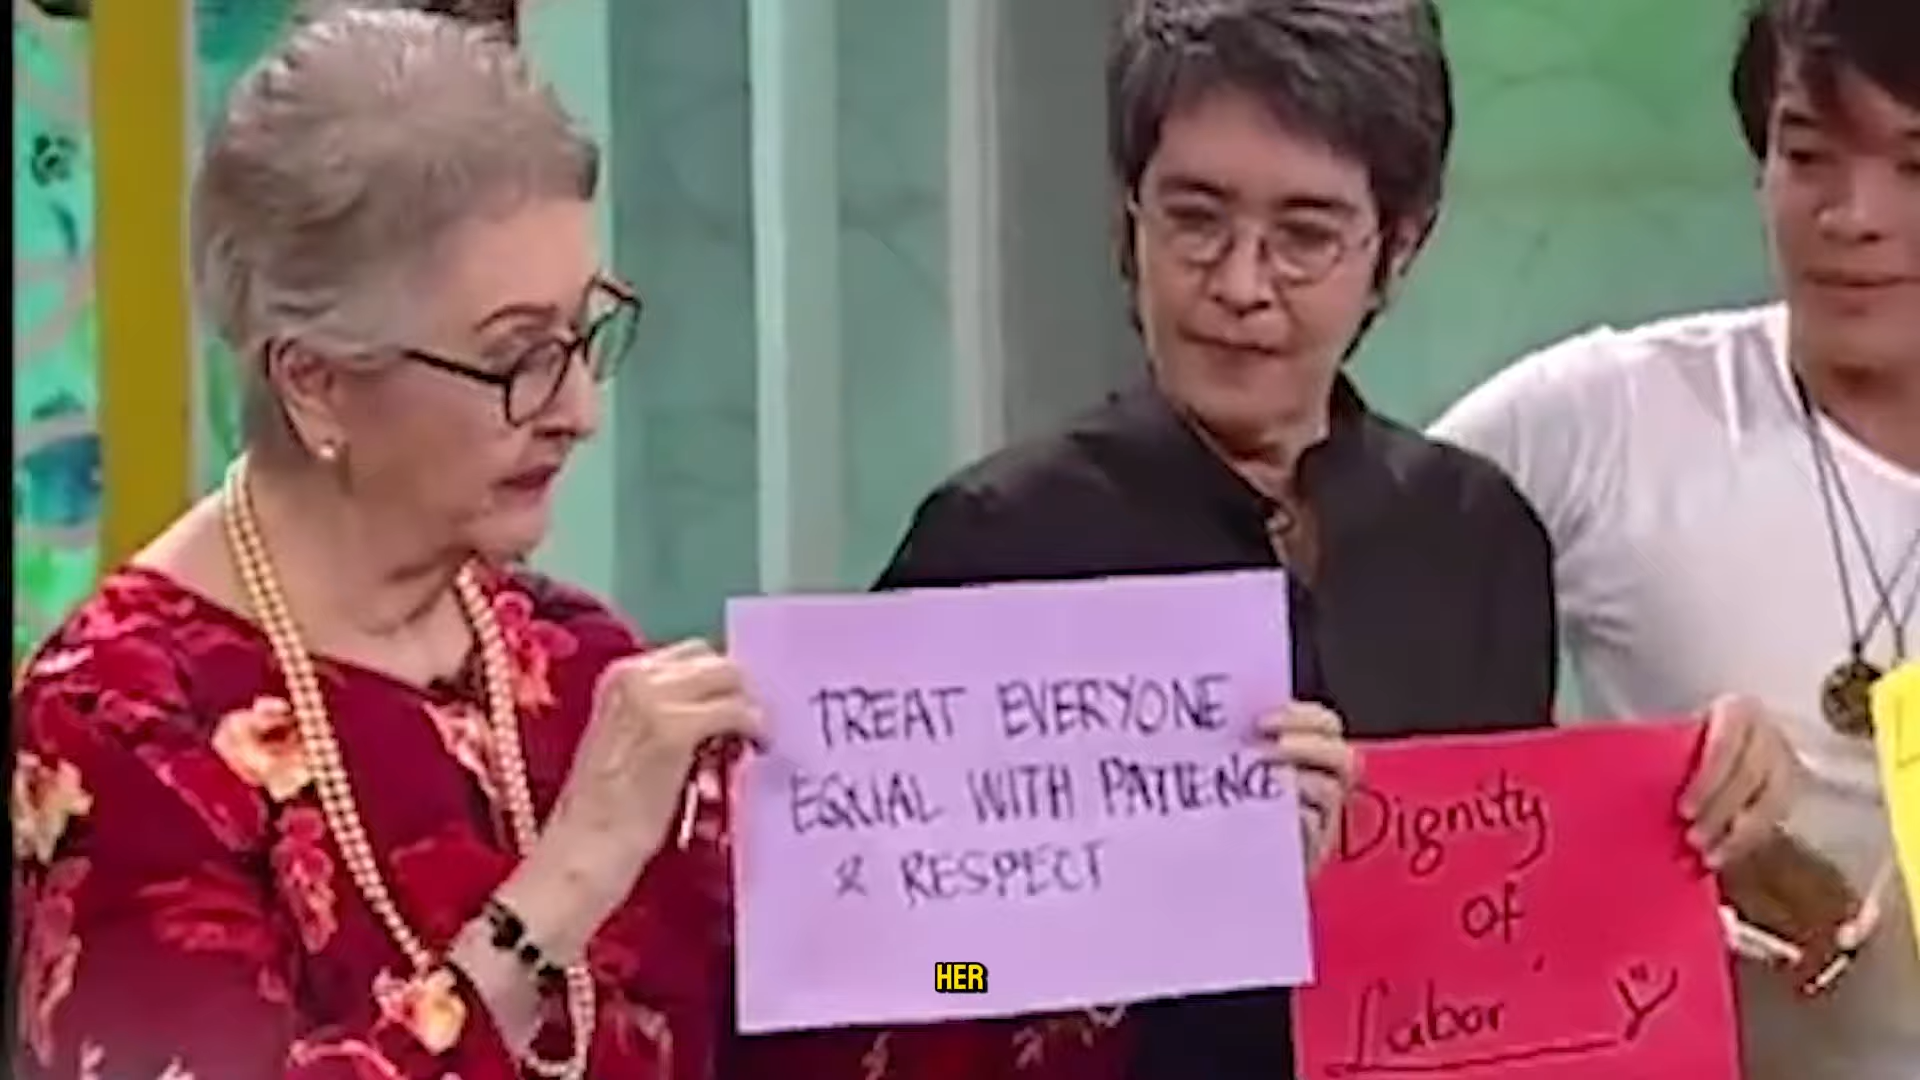 TREAT EVERYONE
EQUAL WITH PATIENCE
& RESPECT
Dignity
of
Labor
HER